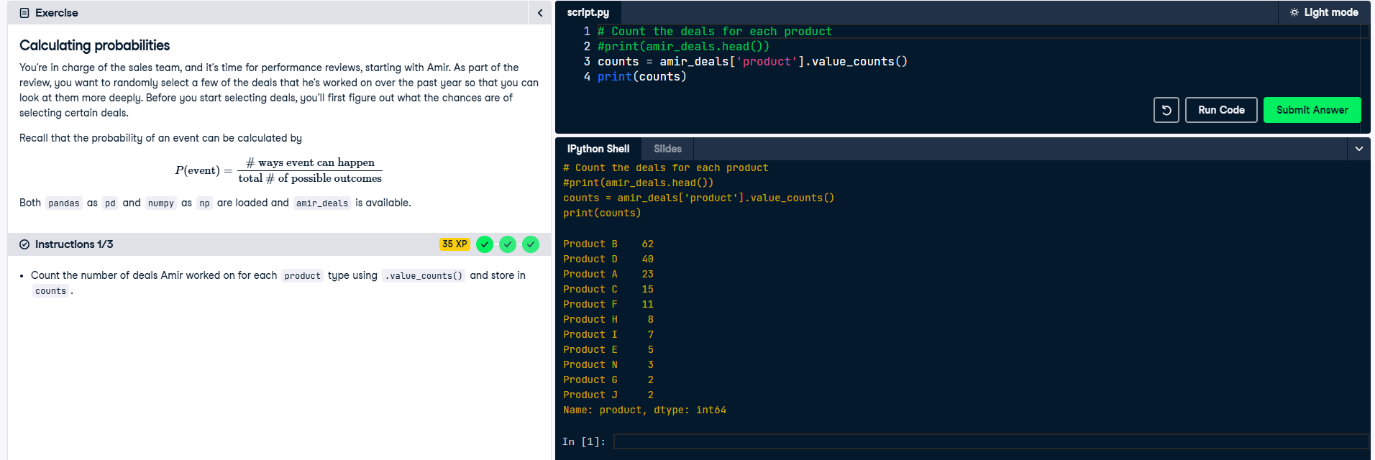 Exercise
Calculating probabilities
You're in charge of the sales team, and it's time for performance reviews, starting with Amir. As part of the
review, you want to randomly select a few of the deals that he's worked on over the past year so that you can
look at them more deeply. Before you start selecting deals, you'll first figure out what the chances are of
selecting certain deals.
Recall that the probability of an event can be calculated by
P(event) = # ways event can happen / total # of possible outcomes
Both pandas as pd and numpy as np are loaded and amir_deals is available.
Instructions 1/3
35 XP
• Count the number of deals Amir worked on for each product type using .value_counts() and store in
counts .
script.py
Light mode
1 # Count the deals for each product
2 #print(amir_deals.head())
3 counts = amir_deals['product'].value_counts()
4 print(counts)
Run Code
Submit Answer
IPython Shell
Slides
# Count the deals for each product
#print(amir_deals.head())
counts = amir_deals['product'].value_counts()
print(counts)
Product B 62
Product D 40
Product A 23
Product C 15
Product F 11
Product H 8
Product I 7
Product E 5
Product N 3
Product G 2
Product J 2
Name: product, dtype: int64
In [1]: